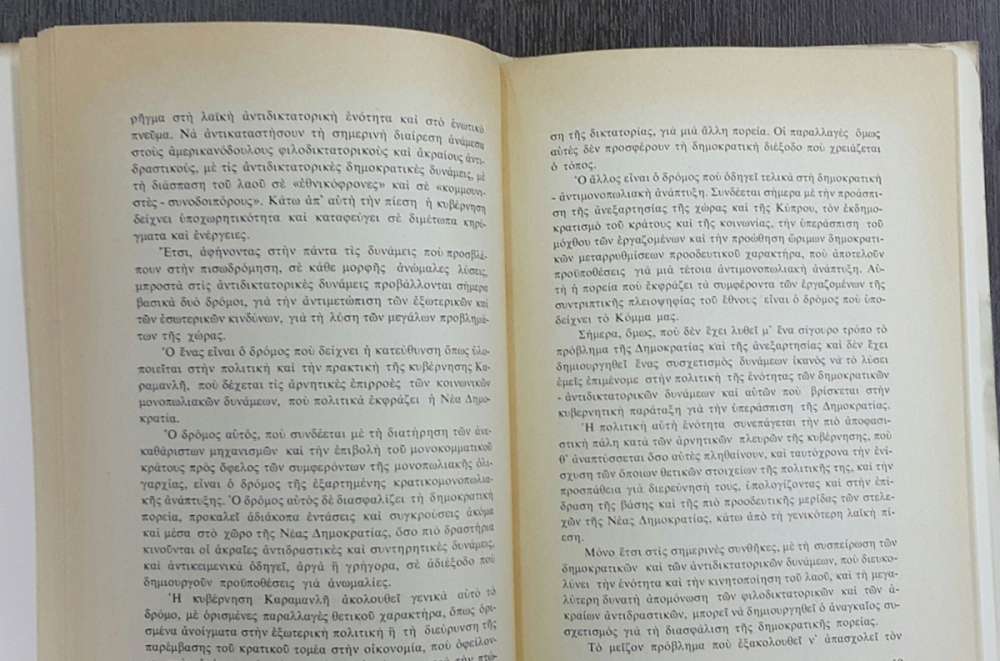 ρῆγμα στὴ λαϊκὴ ἀντιδικτατορικὴ ἑνότητα καὶ στὸ ἑνωτικὸ
πνεῦμα. Νὰ ἀντικαταστήσουν τὴ σημερινὴ διαίρεση ἀνάμεσα
στοὺς ἀμερικανόδουλους φιλοδικτατορικοὺς καὶ ἀκραίους ἀντι-
δραστικούς, μὲ τὶς ἀντιδικτατορικὲς δημοκρατικὲς δυνάμεις, μὲ
τὴ διάσπαση τοῦ λαοῦ σὲ «ἐθνικόφρονες» καὶ σὲ «κομμουνι-
στὲς - συνοδοιπόρους». Κάτω ἀπ' αὐτὴ τὴν πίεση ἡ κυβέρνηση
δείχνει ὑποχωρητικότητα καὶ καταφεύγει σὲ διμέτωπα κηρύ-
γματα καὶ ἐνέργειες.
Ἔτσι, ἀφήνοντας στὴν πάντα τὶς δυνάμεις ποὺ προσβλέ-
πουν στὴν πισωδρόμηση, σὲ κάθε μορφῆς ἀνώμαλες λύσεις,
μπροστὰ στὶς ἀντιδικτατορικὲς δυνάμεις προβάλλονται σήμερα
βασικὰ δυὸ δρόμοι, γιὰ τὴν ἀντιμετώπιση τῶν ἐξωτερικῶν καὶ
τῶν ἐσωτερικῶν κινδύνων, γιὰ τὴ λύση τῶν μεγάλων προβλημά-
των τῆς χώρας.
Ὁ ἕνας εἶναι ὁ δρόμος ποὺ δείχνει ἡ κατεύθυνση ὅπως ὑλο-
ποιεῖται στὴν πολιτικὴ καὶ τὴν πρακτικὴ τῆς κυβέρνησης Κα-
ραμανλῆ, ποὺ δέχεται τὶς ἀρνητικὲς ἐπιρροὲς τῶν κοινωνικῶν
μονοπωλιακῶν δυνάμεων, ποὺ πολιτικὰ ἐκφράζει ἡ Νέα Δημο-
κρατία.
Ὁ δρόμος αὐτός, ποὺ συνδέεται μὲ τὴ διατήρηση τῶν ἀνε-
καθάριστων μηχανισμῶν καὶ τὴν ἐπιβολὴ τοῦ μονοκομματικοῦ
κράτους πρὸς ὄφελος τῶν συμφερόντων τῆς μονοπωλιακῆς ὀλι-
γαρχίας, εἶναι ὁ δρόμος τῆς ἐξαρτημένης κρατικομονοπωλια-
κῆς ἀνάπτυξης. Ὁ δρόμος αὐτὸς δὲ διασφαλίζει τὴ δημοκρατικὴ
πορεία, προκαλεῖ ἀδιάκοπα ἐντάσεις καὶ συγκρούσεις ἀκόμα
καὶ μέσα στὸ χῶρο τῆς Νέας Δημοκρατίας, ὅσο πιὸ δραστήρια
κινοῦνται οἱ ἀκραῖες ἀντιδραστικὲς καὶ συντηρητικὲς δυνάμεις,
καὶ ἀντικειμενικὰ ὁδηγεῖ, ἀργὰ ἢ γρήγορα, σὲ ἀδιέξοδο ποὺ
δημιουργοῦν προϋποθέσεις γιὰ ἀνωμαλίες.
Ἡ κυβέρνηση Καραμανλῆ ἀκολουθεῖ γενικὰ αὐτὸ τὸ
δρόμο, μὲ ὁρισμένες παραλλαγὲς θετικοῦ χαρακτήρα, ὅπως ὁρι-
σμένα ἀνοίγματα στὴν ἐξωτερικὴ πολιτικὴ ἢ τὴ διεύρυνση τῆς
παρέμβασης τοῦ κρατικοῦ τομέα στὴν οἰκονομία, ποὺ ὀφείλον-
ση τῆς δικτατορίας, γιὰ μιὰ ἄλλη πορεία. Οἱ παραλλαγὲς ὅμως
αὐτὲς δὲν προσφέρουν τὴ δημοκρατικὴ διέξοδο ποὺ χρειάζεται
ὁ τόπος.
Ὁ ἄλλος εἶναι ὁ δρόμος ποὺ ὁδηγεῖ τελικὰ στὴ δημοκρατικὴ
- ἀντιμονοπωλιακὴ ἀνάπτυξη. Συνδέεται σήμερα μὲ τὴν προάσπι-
ση τῆς ἀνεξαρτησίας τῆς χώρας καὶ τῆς Κύπρου, τὸν ἐκδημο-
κρατισμὸ τοῦ κράτους καὶ τῆς κοινωνίας, τὴν ὑπεράσπιση τοῦ
μόχθου τῶν ἐργαζομένων καὶ τὴν προώθηση ὥριμων δημοκρατι-
κῶν μεταρρυθμίσεων προοδευτικοῦ χαρακτήρα, ποὺ ἀποτελοῦν
προϋποθέσεις γιὰ μιὰ τέτοια ἀντιμονοπωλιακὴ ἀνάπτυξη. Αὐ-
τὴ ἡ πορεία ποὺ ἐκφράζει τὰ συμφέροντα τῶν ἐργαζομένων τῆς
συντριπτικῆς πλειοψηφίας τοῦ ἔθνους εἶναι ὁ δρόμος ποὺ ὑπο-
δείχνει τὸ Κόμμα μας.
Σήμερα, ὅμως, ποὺ δὲν ἔχει λυθεῖ μ' ἕνα σίγουρο τρόπο τὸ
πρόβλημα τῆς Δημοκρατίας καὶ τῆς ἀνεξαρτησίας καὶ δὲν ἔχει
δημιουργηθεῖ ἕνας συσχετισμὸς δυνάμεων ἱκανὸς νὰ τὸ λύσει
ἐμεῖς ἐπιμένομε στὴν πολιτικὴ τῆς ἑνότητας τῶν δημοκρατικῶν
- ἀντιδικτατορικῶν δυνάμεων καὶ αὐτῶν ποὺ βρίσκεται στὴν
κυβερνητικὴ παράταξη γιὰ τὴν ὑπεράσπιση τῆς Δημοκρατίας.
Ἡ πολιτικὴ αὐτὴ ἑνότητα συνεπάγεται τὴν πιὸ ἀποφασι-
στικὴ πάλη κατὰ τῶν ἀρνητικῶν πλευρῶν τῆς κυβέρνησης, ποὺ
θ' ἀναπτύσσεται ὅσο αὐτὲς πληθαίνουν, καὶ ταυτόχρονα τὴν ἐνί-
σχυση τῶν ὅποιων θετικῶν στοιχείων τῆς πολιτικῆς της, καὶ τὴν
προσπάθεια γιὰ διερεύνησή τους, ὑπολογίζοντας καὶ στὴν ἐπί-
δραση τῆς βάσης καὶ τῆς πιὸ προοδευτικῆς μερίδας τῶν στελε-
χῶν τῆς Νέας Δημοκρατίας, κάτω ἀπὸ τὴ γενικότερη λαϊκὴ πί-
εση.
Μόνο ἔτσι στὶς σημερινὲς συνθῆκες, μὲ τὴ συσπείρωση τῶν
δημοκρατικῶν καὶ τῶν ἀντιδικτατορικῶν δυνάμεων, ποὺ διευκο-
λύνει τὴν ἑνότητα καὶ τὴν κινητοποίηση τοῦ λαοῦ, καὶ τὴ μεγα-
λύτερη δυνατὴ ἀπομόνωση τῶν φιλοδικτατορικῶν καὶ τῶν ἀ-
κραίων ἀντιδραστικῶν, μπορεῖ νὰ δημιουργηθεῖ ὁ ἀναγκαῖος συ-
σχετισμὸς γιὰ τὴ διασφάλιση τῆς δημοκρατικῆς πορείας.
Τὸ μεῖζον πρόβλημα ποὺ ἐξακολουθεῖ ν' ἀπασχολεῖ τὸν